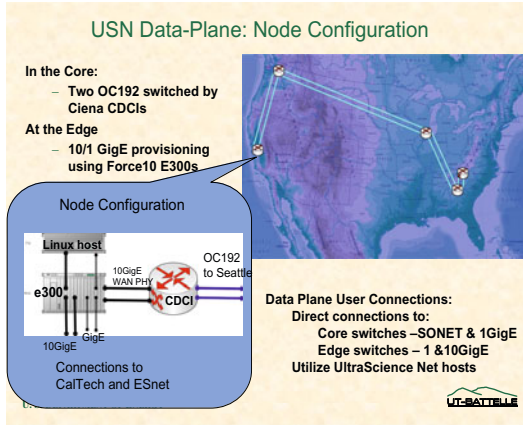 USN Data-Plane: Node Configuration
In the Core:
– Two OC192 switched by
Ciena CDCIs
At the Edge
– 10/1 GigE provisioning
using Force10 E300s
Node Configuration
Linux host
10GigE
WAN PHY
OC192
to Seattle
e300
CDCI
GigE
10GigE
Connections to
CalTech and ESnet
Data Plane User Connections:
Direct connections to:
Core switches –SONET & 1GigE
Edge switches – 1 &10GigE
Utilize UltraScience Net hosts
UT-BATTELLE